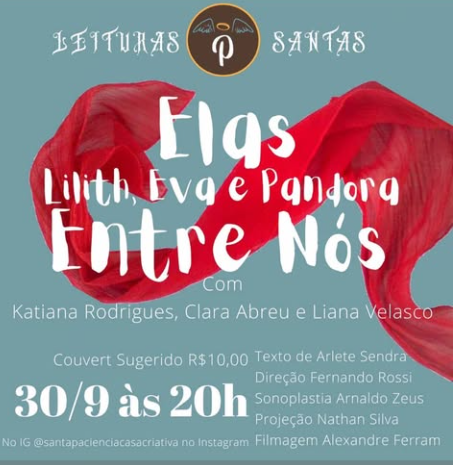 LEITURAS P SANTAS
Elas
Lilith, Eva e Pandora
Entre Nós
Com
Katiana Rodrigues, Clara Abreu e Liana Velasco
Couvert Sugerido R$10,00
30/9 às 20h
No IG @santapacienciacasacriativa no Instagram
Texto de Arlete Sendra
Direção Fernando Rossi
Sonoplastia Arnaldo Zeus
Projeção Nathan Silva
Filmagem Alexandre Ferram